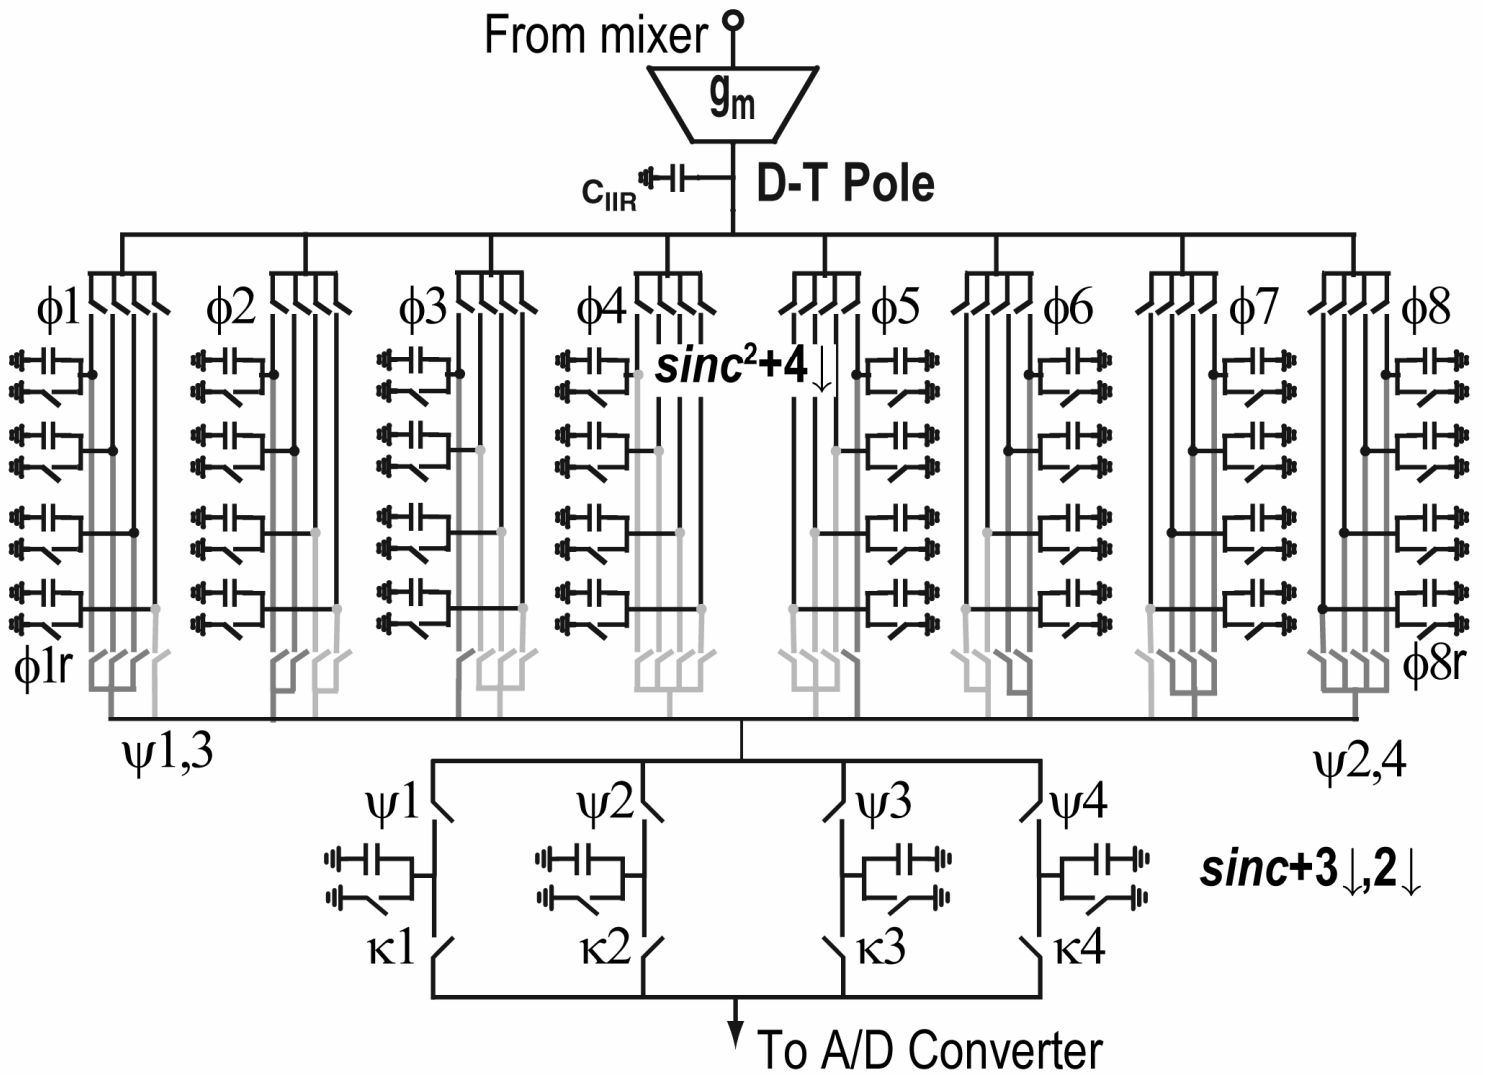 From mixer
gm
CIIR
D-T Pole
ϕ1 ϕ2 ϕ3 ϕ4 ϕ5 ϕ6 ϕ7 ϕ8
sinc²+4↓
ϕ1r ϕ8r
ψ1,3 ψ2,4
ψ1 ψ2 ψ3 ψ4
sinc+3↓,2↓
κ1 κ2 κ3 κ4
To A/D Converter